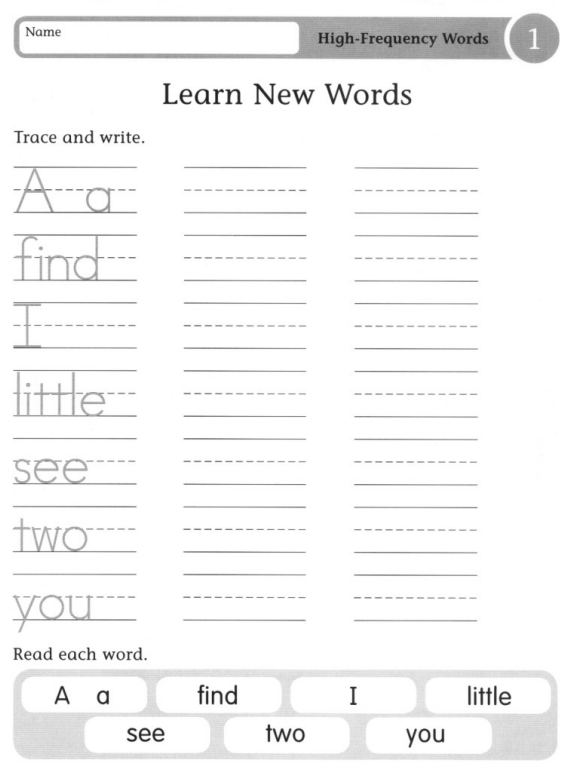 Name
High-Frequency Words 1
Learn New Words
Trace and write.
A a
find
I
little
see
two
you
Read each word.
A a find I little
see two you